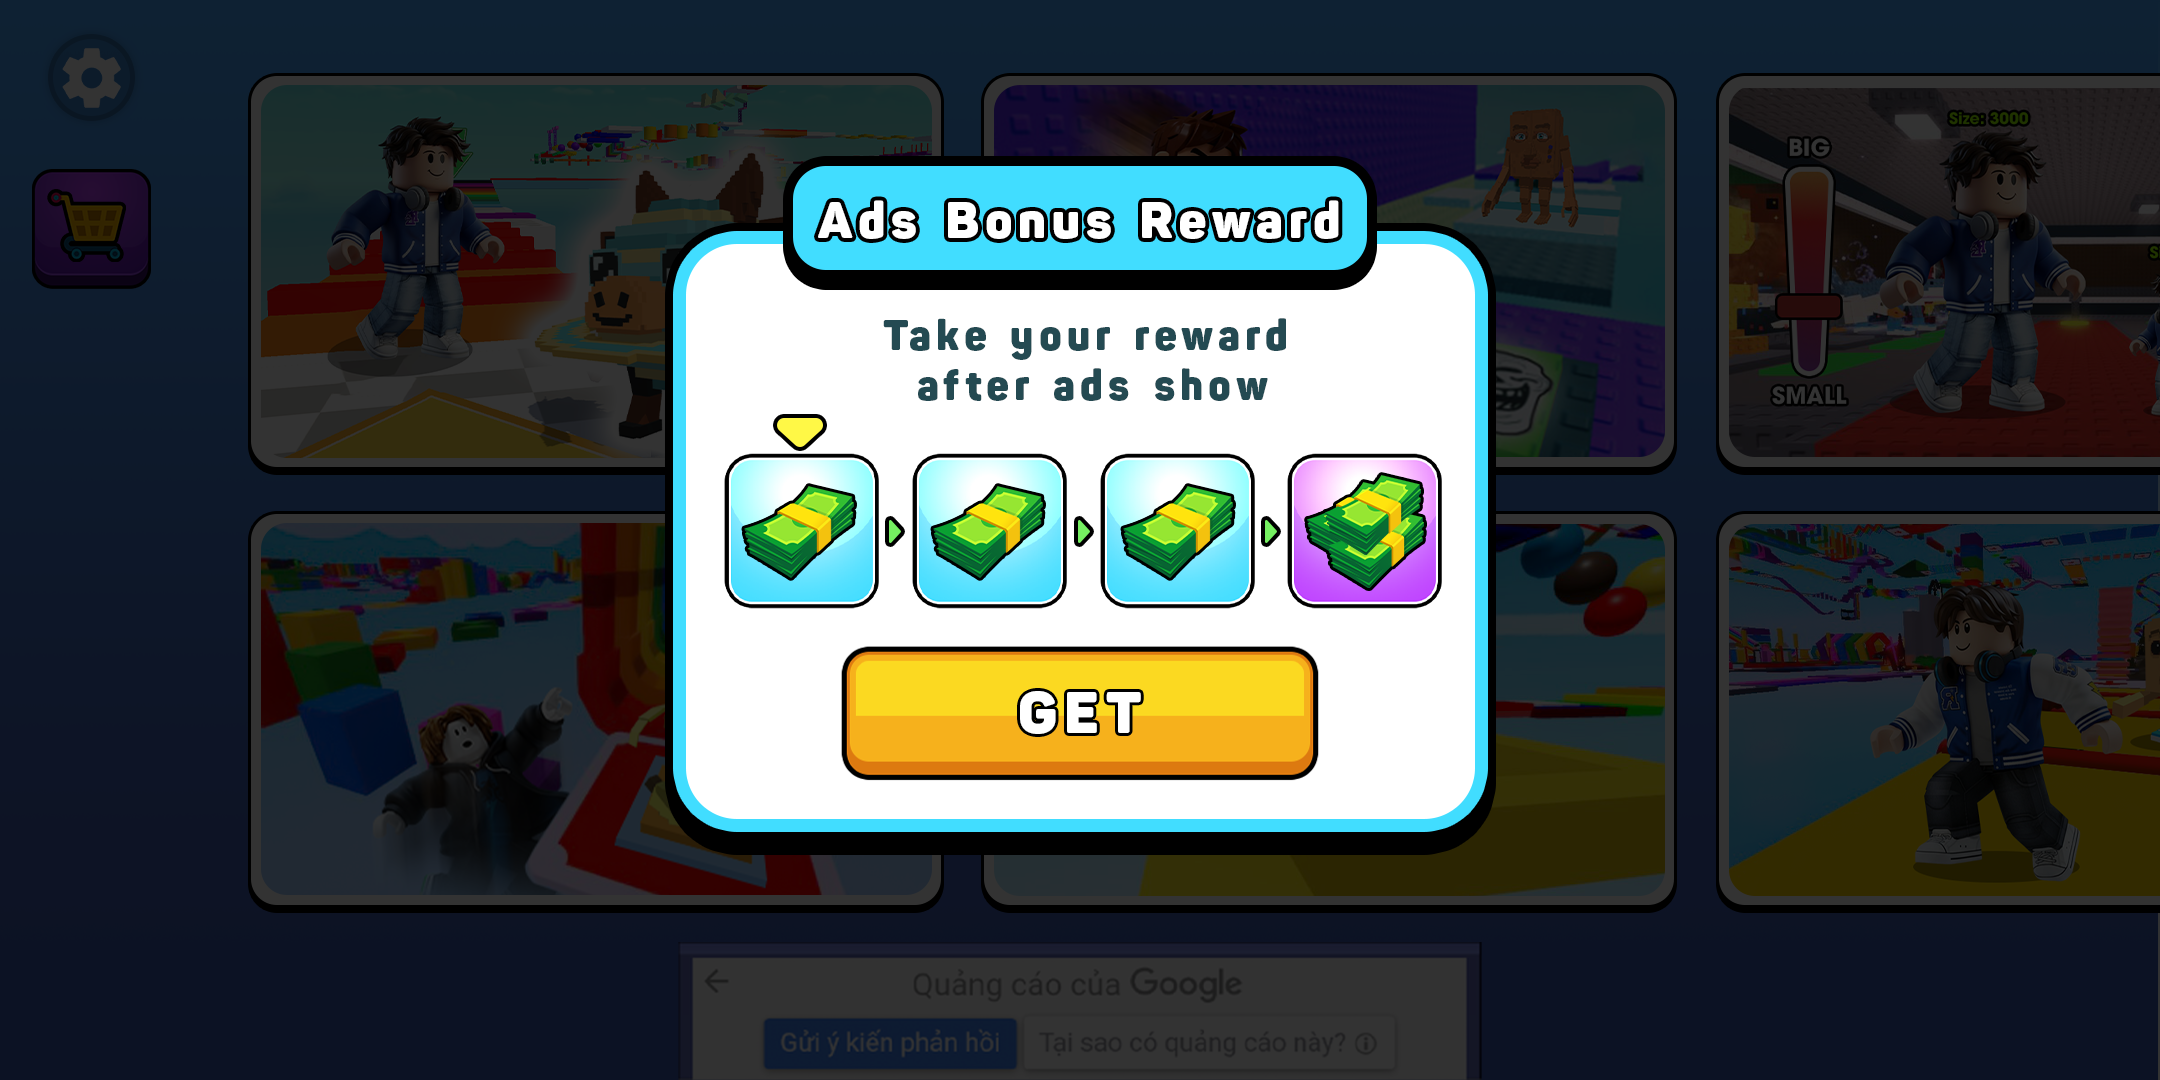 Size: 3000
BIG
SMALL
Ads Bonus Reward
Take your reward
after ads show
GET
Quảng cáo của Google
Gửi ý kiến phản hồi
Tại sao có quảng cáo này?